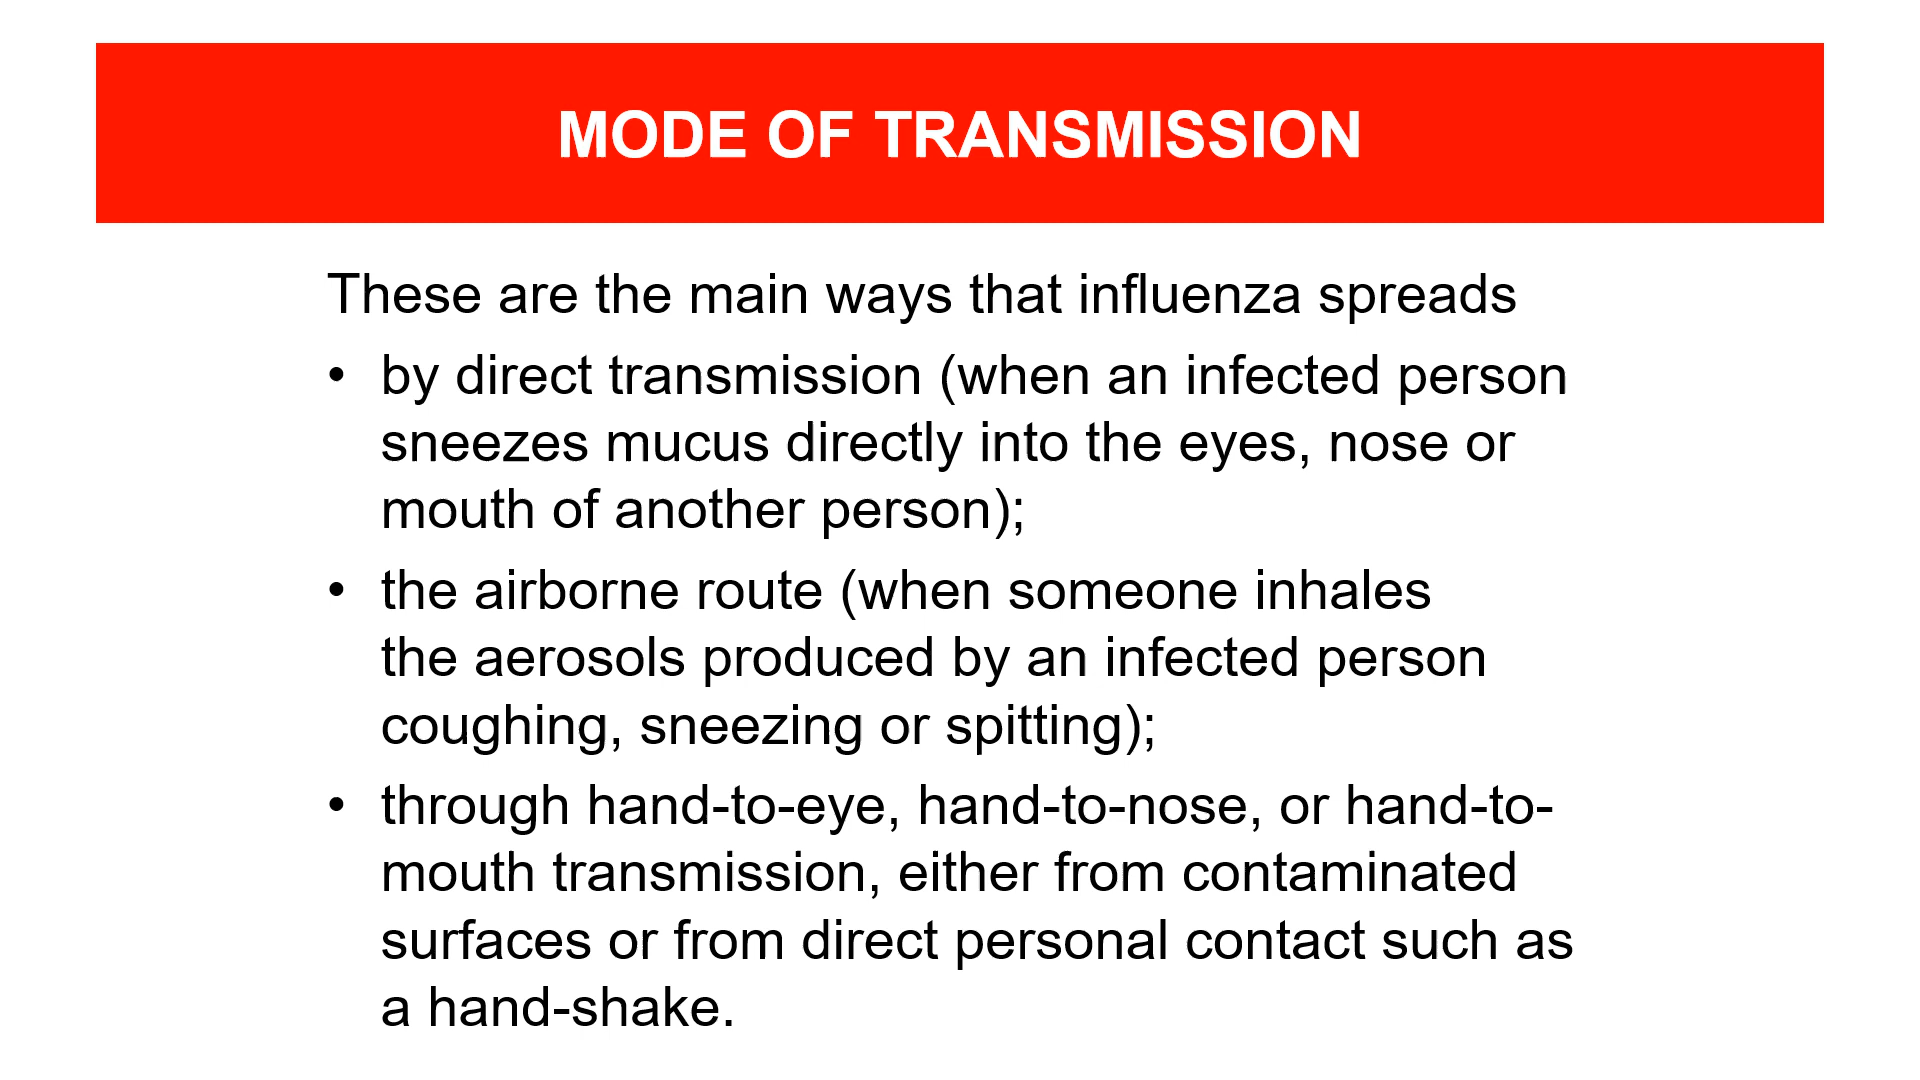 MODE OF TRANSMISSION
These are the main ways that influenza spreads
• by direct transmission (when an infected person
sneezes mucus directly into the eyes, nose or
mouth of another person);
• the airborne route (when someone inhales
the aerosols produced by an infected person
coughing, sneezing or spitting);
• through hand-to-eye, hand-to-nose, or hand-to-
mouth transmission, either from contaminated
surfaces or from direct personal contact such as
a hand-shake.